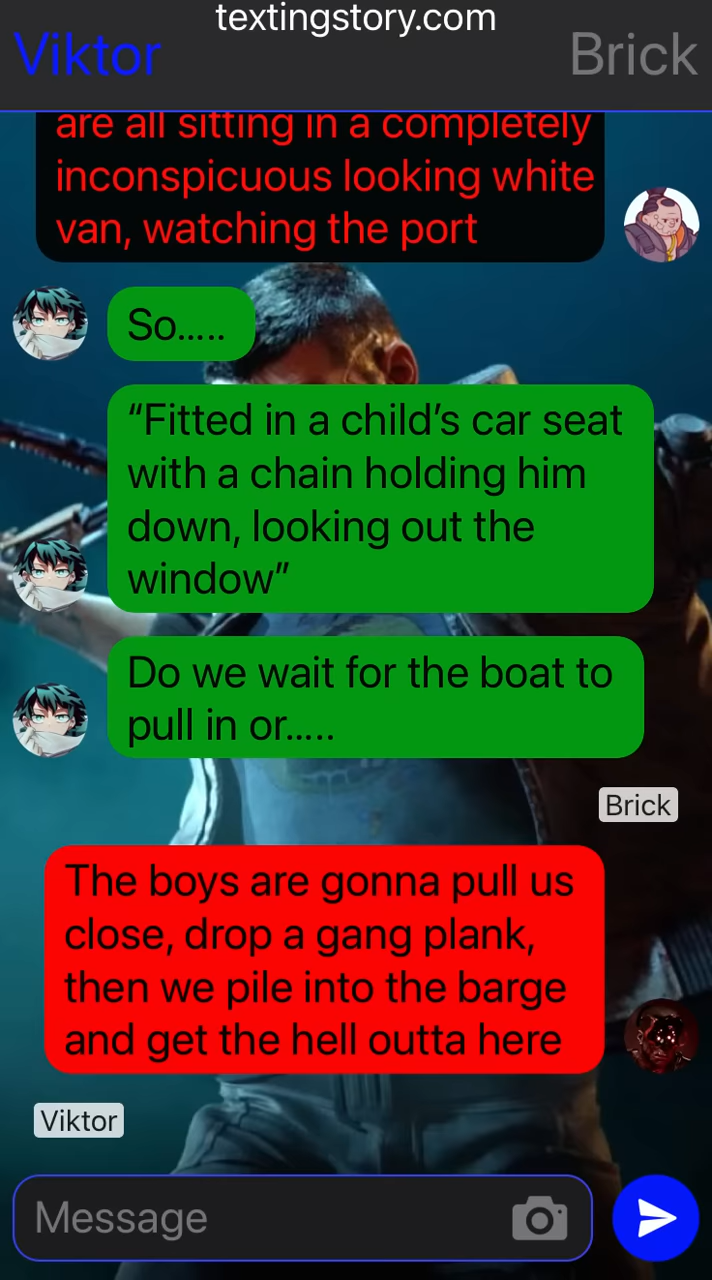 textingstory.com
Viktor
Brick
are all sitting in a completely
inconspicuous looking white
van, watching the port
So.....
“Fitted in a child’s car seat
with a chain holding him
down, looking out the
window”
Do we wait for the boat to
pull in or.....
Brick
The boys are gonna pull us
close, drop a gang plank,
then we pile into the barge
and get the hell outta here
Viktor
Message